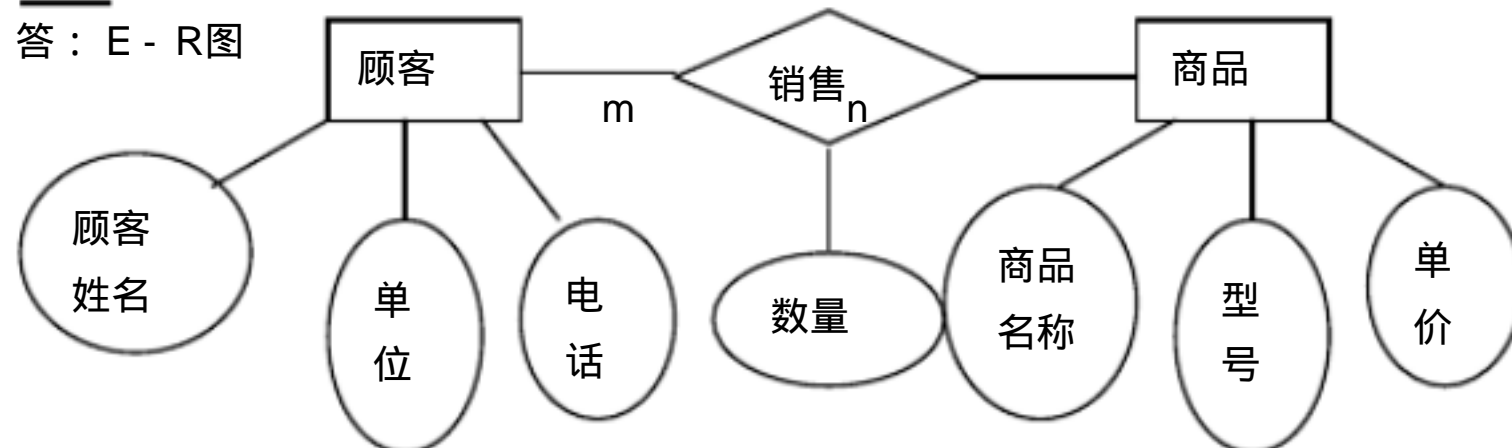 答：E - R图
顾客
销售
商品
m
n
顾客
姓名
单
位
电
话
数量
商品
名称
型
号
单
价